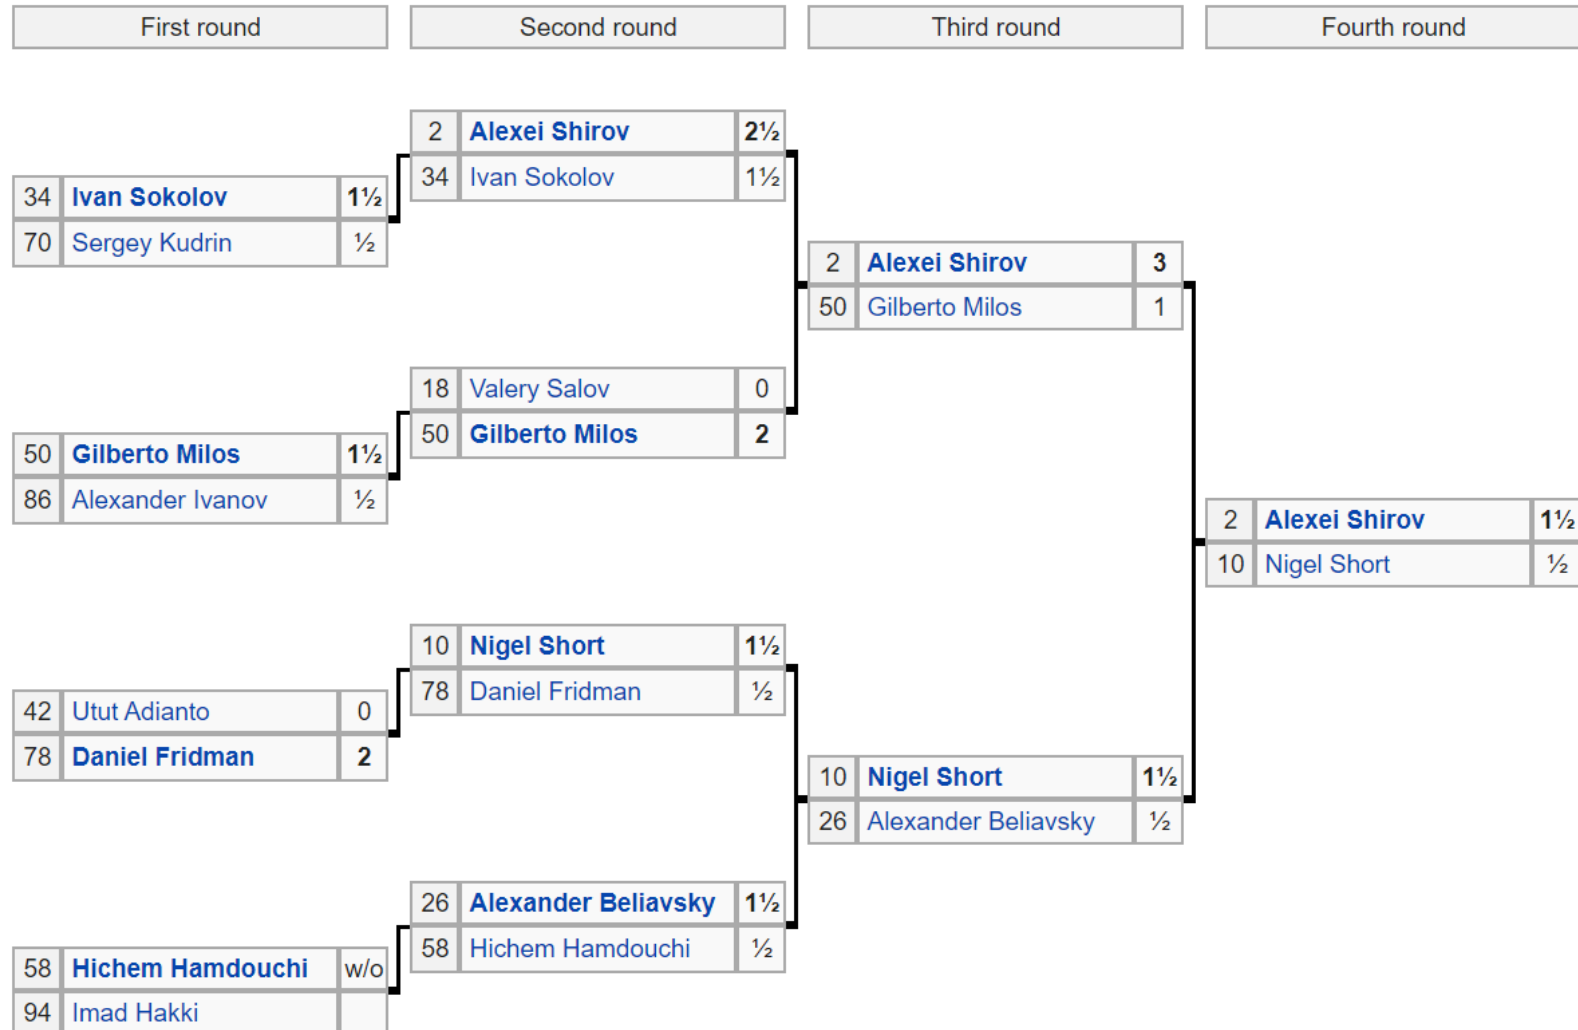 First round
Second round
Third round
Fourth round
34 Ivan Sokolov 1½
70 Sergey Kudrin ½
50 Gilberto Milos 1½
86 Alexander Ivanov ½
42 Utut Adianto 0
78 Daniel Fridman 2
58 Hichem Hamdouchi w/o
94 Imad Hakki
2 Alexei Shirov 2½
34 Ivan Sokolov 1½
18 Valery Salov 0
50 Gilberto Milos 2
10 Nigel Short 1½
78 Daniel Fridman ½
26 Alexander Beliavsky 1½
58 Hichem Hamdouchi ½
2 Alexei Shirov 3
50 Gilberto Milos 1
10 Nigel Short 1½
26 Alexander Beliavsky ½
2 Alexei Shirov 1½
10 Nigel Short ½